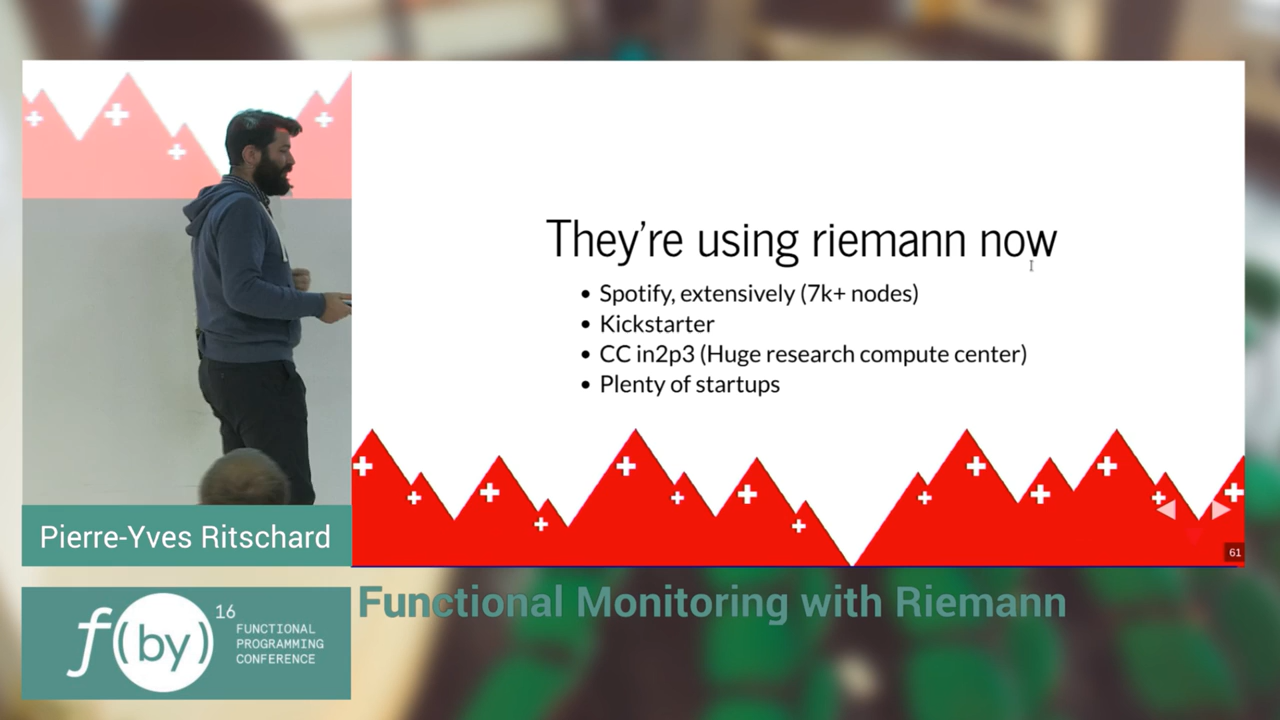 They're using riemann now
• Spotify, extensively (7k+ nodes)
• Kickstarter
• CC in2p3 (Huge research compute center)
• Plenty of startups
61
Pierre-Yves Ritschard
f(by) 16
FUNCTIONAL
PROGRAMMING
CONFERENCE
Functional Monitoring with Riemann